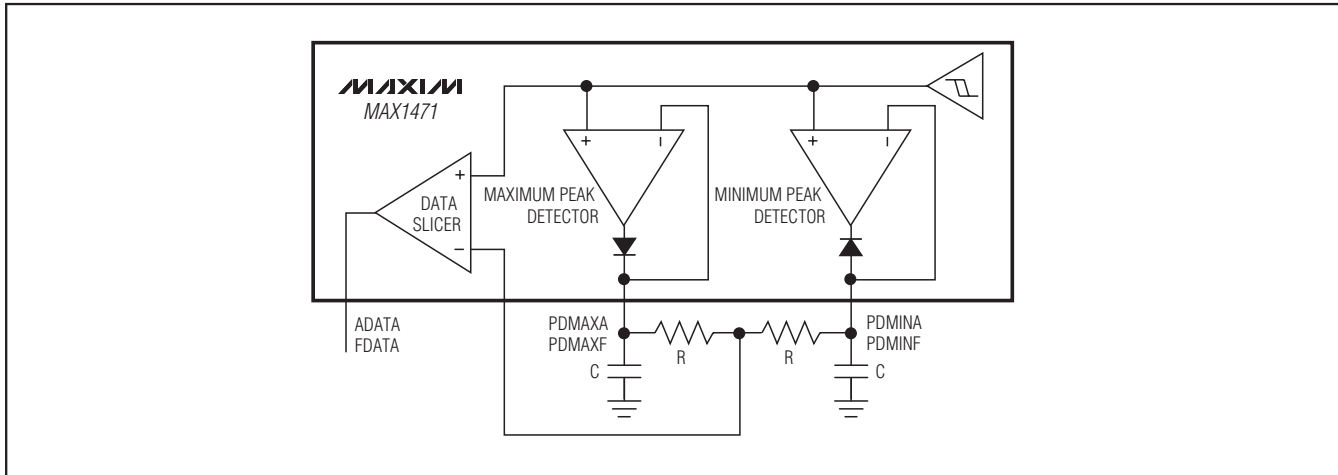 MAXIM
MAX1471
DATA
SLICER
+
−
MAXIMUM PEAK
DETECTOR
+
−
MINIMUM PEAK
DETECTOR
+
−
ADATA
FDATA
PDMAXA
PDMAXF
R
R
PDMINA
PDMINF
C
C